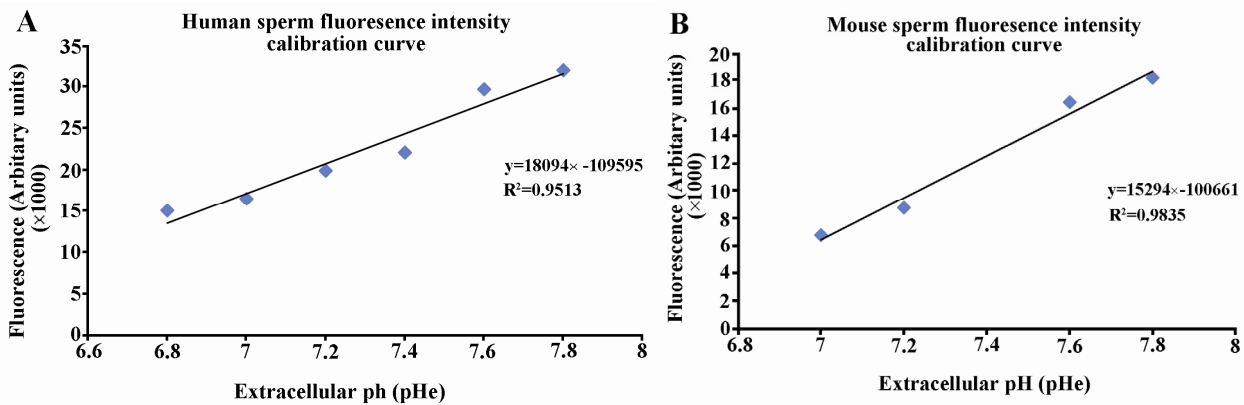 A
Human sperm fluoresence intensity
calibration curve
Fluorescence (Arbitary units)
(×1000)
35
30
25
20
15
10
5
0
6.6 6.8 7 7.2 7.4 7.6 7.8 8
y=18094× -109595
R²=0.9513
Extracellular ph (pHe)
B
Mouse sperm fluoresence intensity
calibration curve
Fluorescence (Arbitary units)
(×1000)
20
18
16
14
12
10
8
6
4
2
0
6.8 7 7.2 7.4 7.6 7.8 8
y=15294×-100661
R²=0.9835
Extracellular pH (pHe)